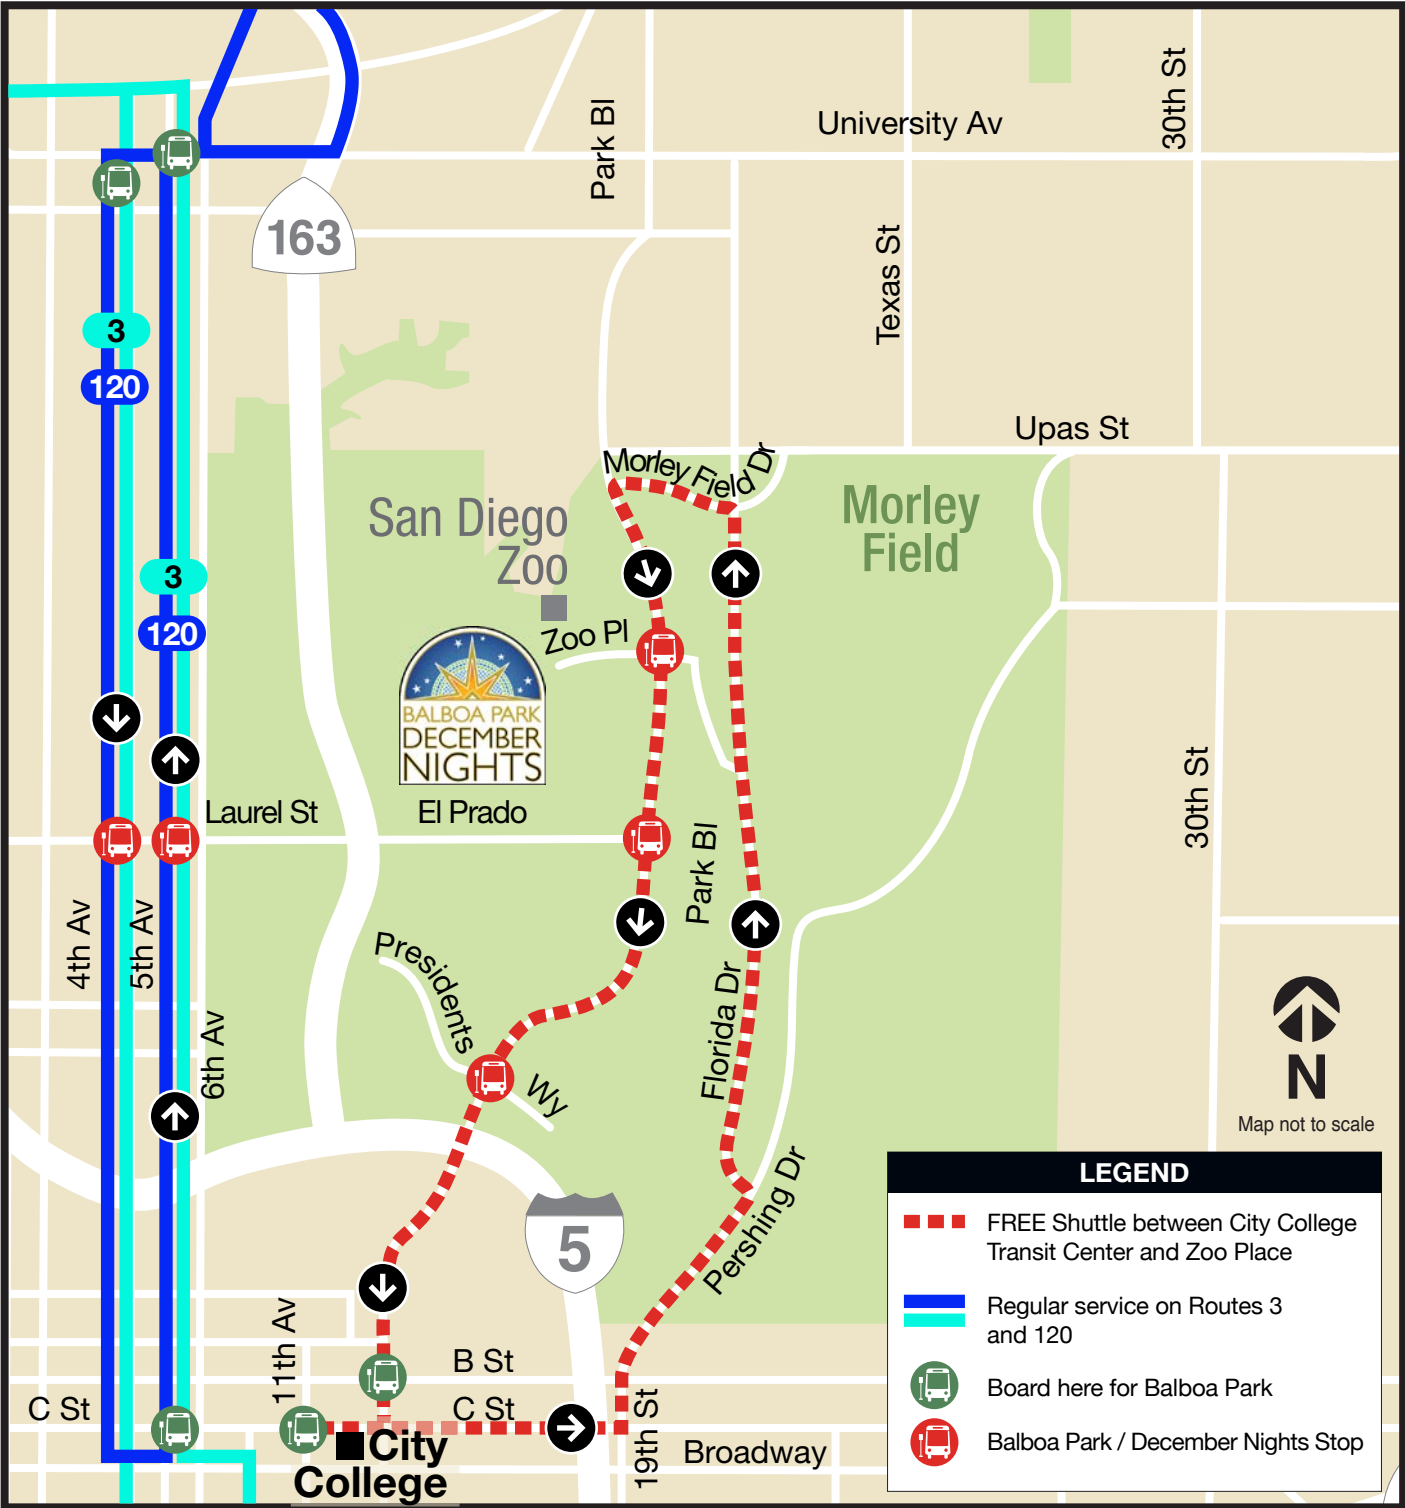 University Av
Park Bl
30th St
163
Texas St
3
120
Upas St
Morley Field Dr
San Diego
Zoo
Morley
Field
3
120
Zoo Pl
BALBOA PARK
DECEMBER
NIGHTS
Laurel St
El Prado
30th St
Park Bl
4th Av
5th Av
Presidents
Wy
Florida Dr
6th Av
N
Map not to scale
Pershing Dr
5
11th Av
B St
C St
C St
19th St
Broadway
City
College
LEGEND
FREE Shuttle between City College
Transit Center and Zoo Place
Regular service on Routes 3
and 120
Board here for Balboa Park
Balboa Park / December Nights Stop